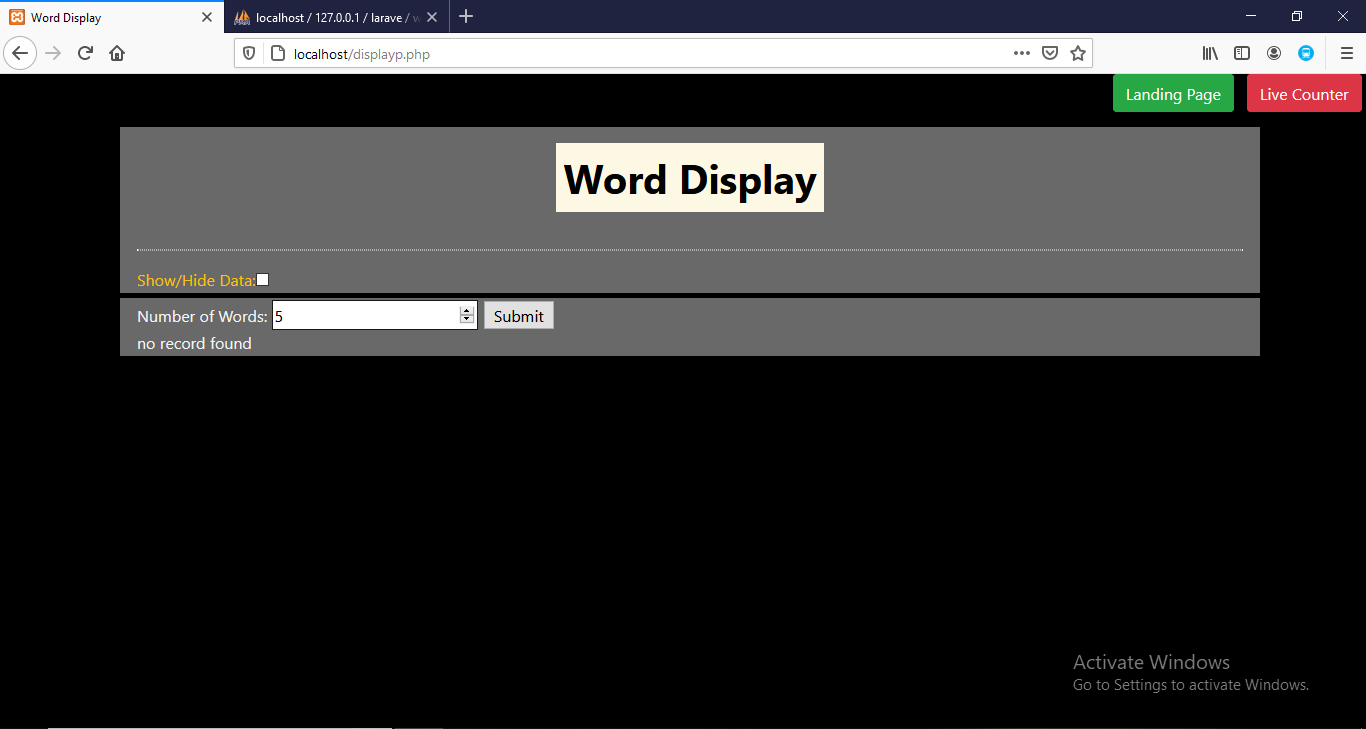 Word Display
localhost / 127.0.0.1 / larave / w
localhost/displayp.php
Landing Page
Live Counter
Word Display
Show/Hide Data:
Number of Words: 5 Submit
no record found
Activate Windows
Go to Settings to activate Windows.